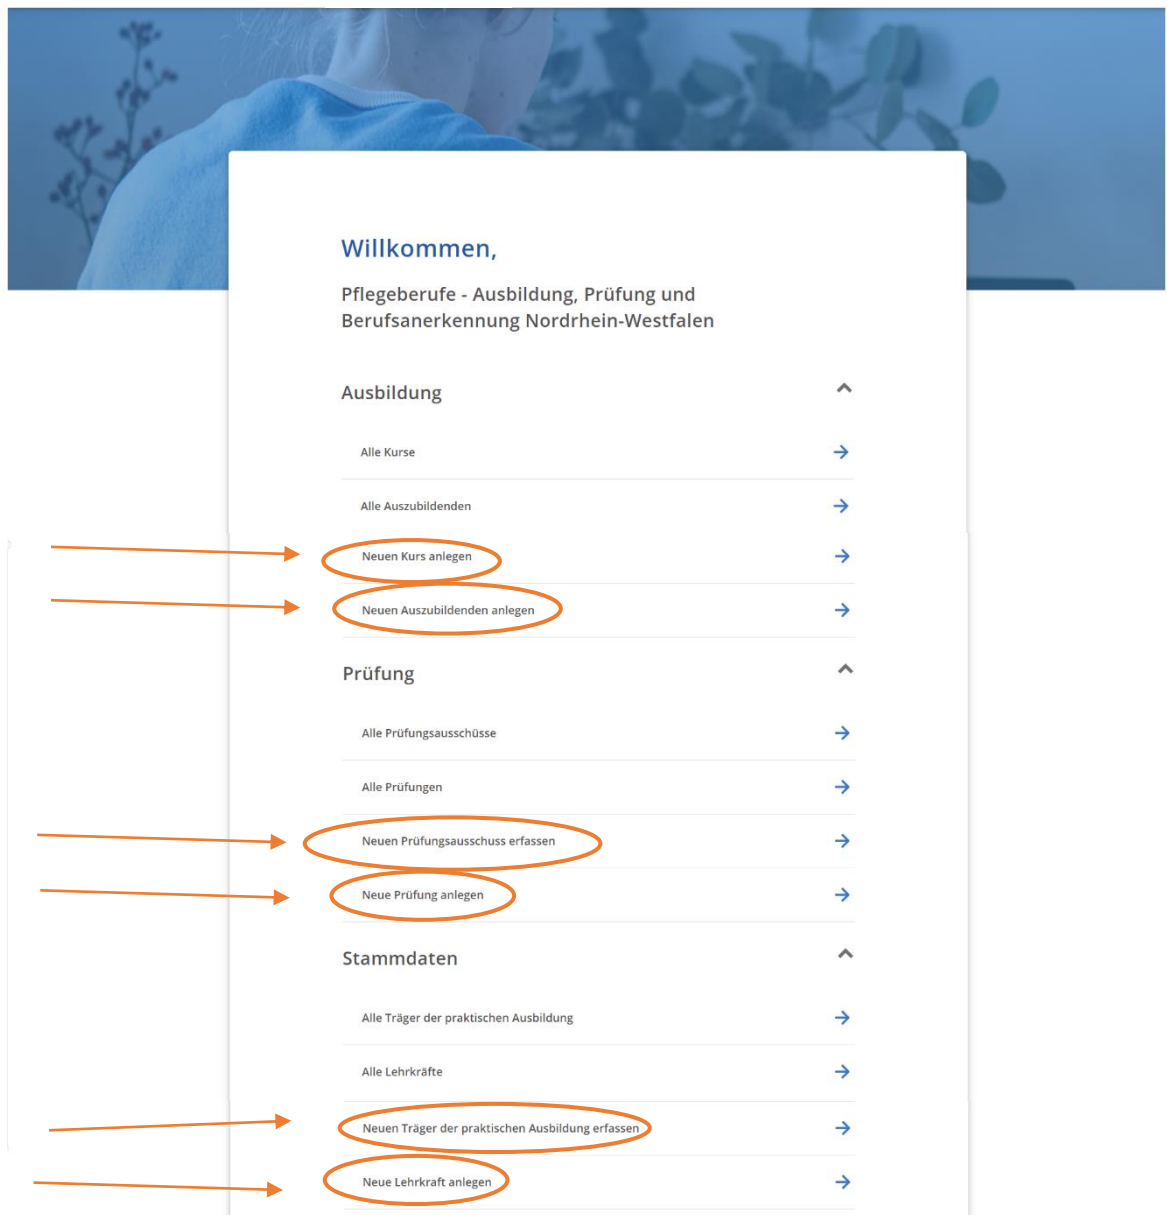 Willkommen,
Pflegeberufe - Ausbildung, Prüfung und
Berufsanerkennung Nordrhein-Westfalen
Ausbildung
Alle Kurse
Alle Auszubildenden
Neuen Kurs anlegen
Neuen Auszubildenden anlegen
Prüfung
Alle Prüfungsausschüsse
Alle Prüfungen
Neuen Prüfungsausschuss erfassen
Neue Prüfung anlegen
Stammdaten
Alle Träger der praktischen Ausbildung
Alle Lehrkräfte
Neuen Träger der praktischen Ausbildung erfassen
Neue Lehrkraft anlegen